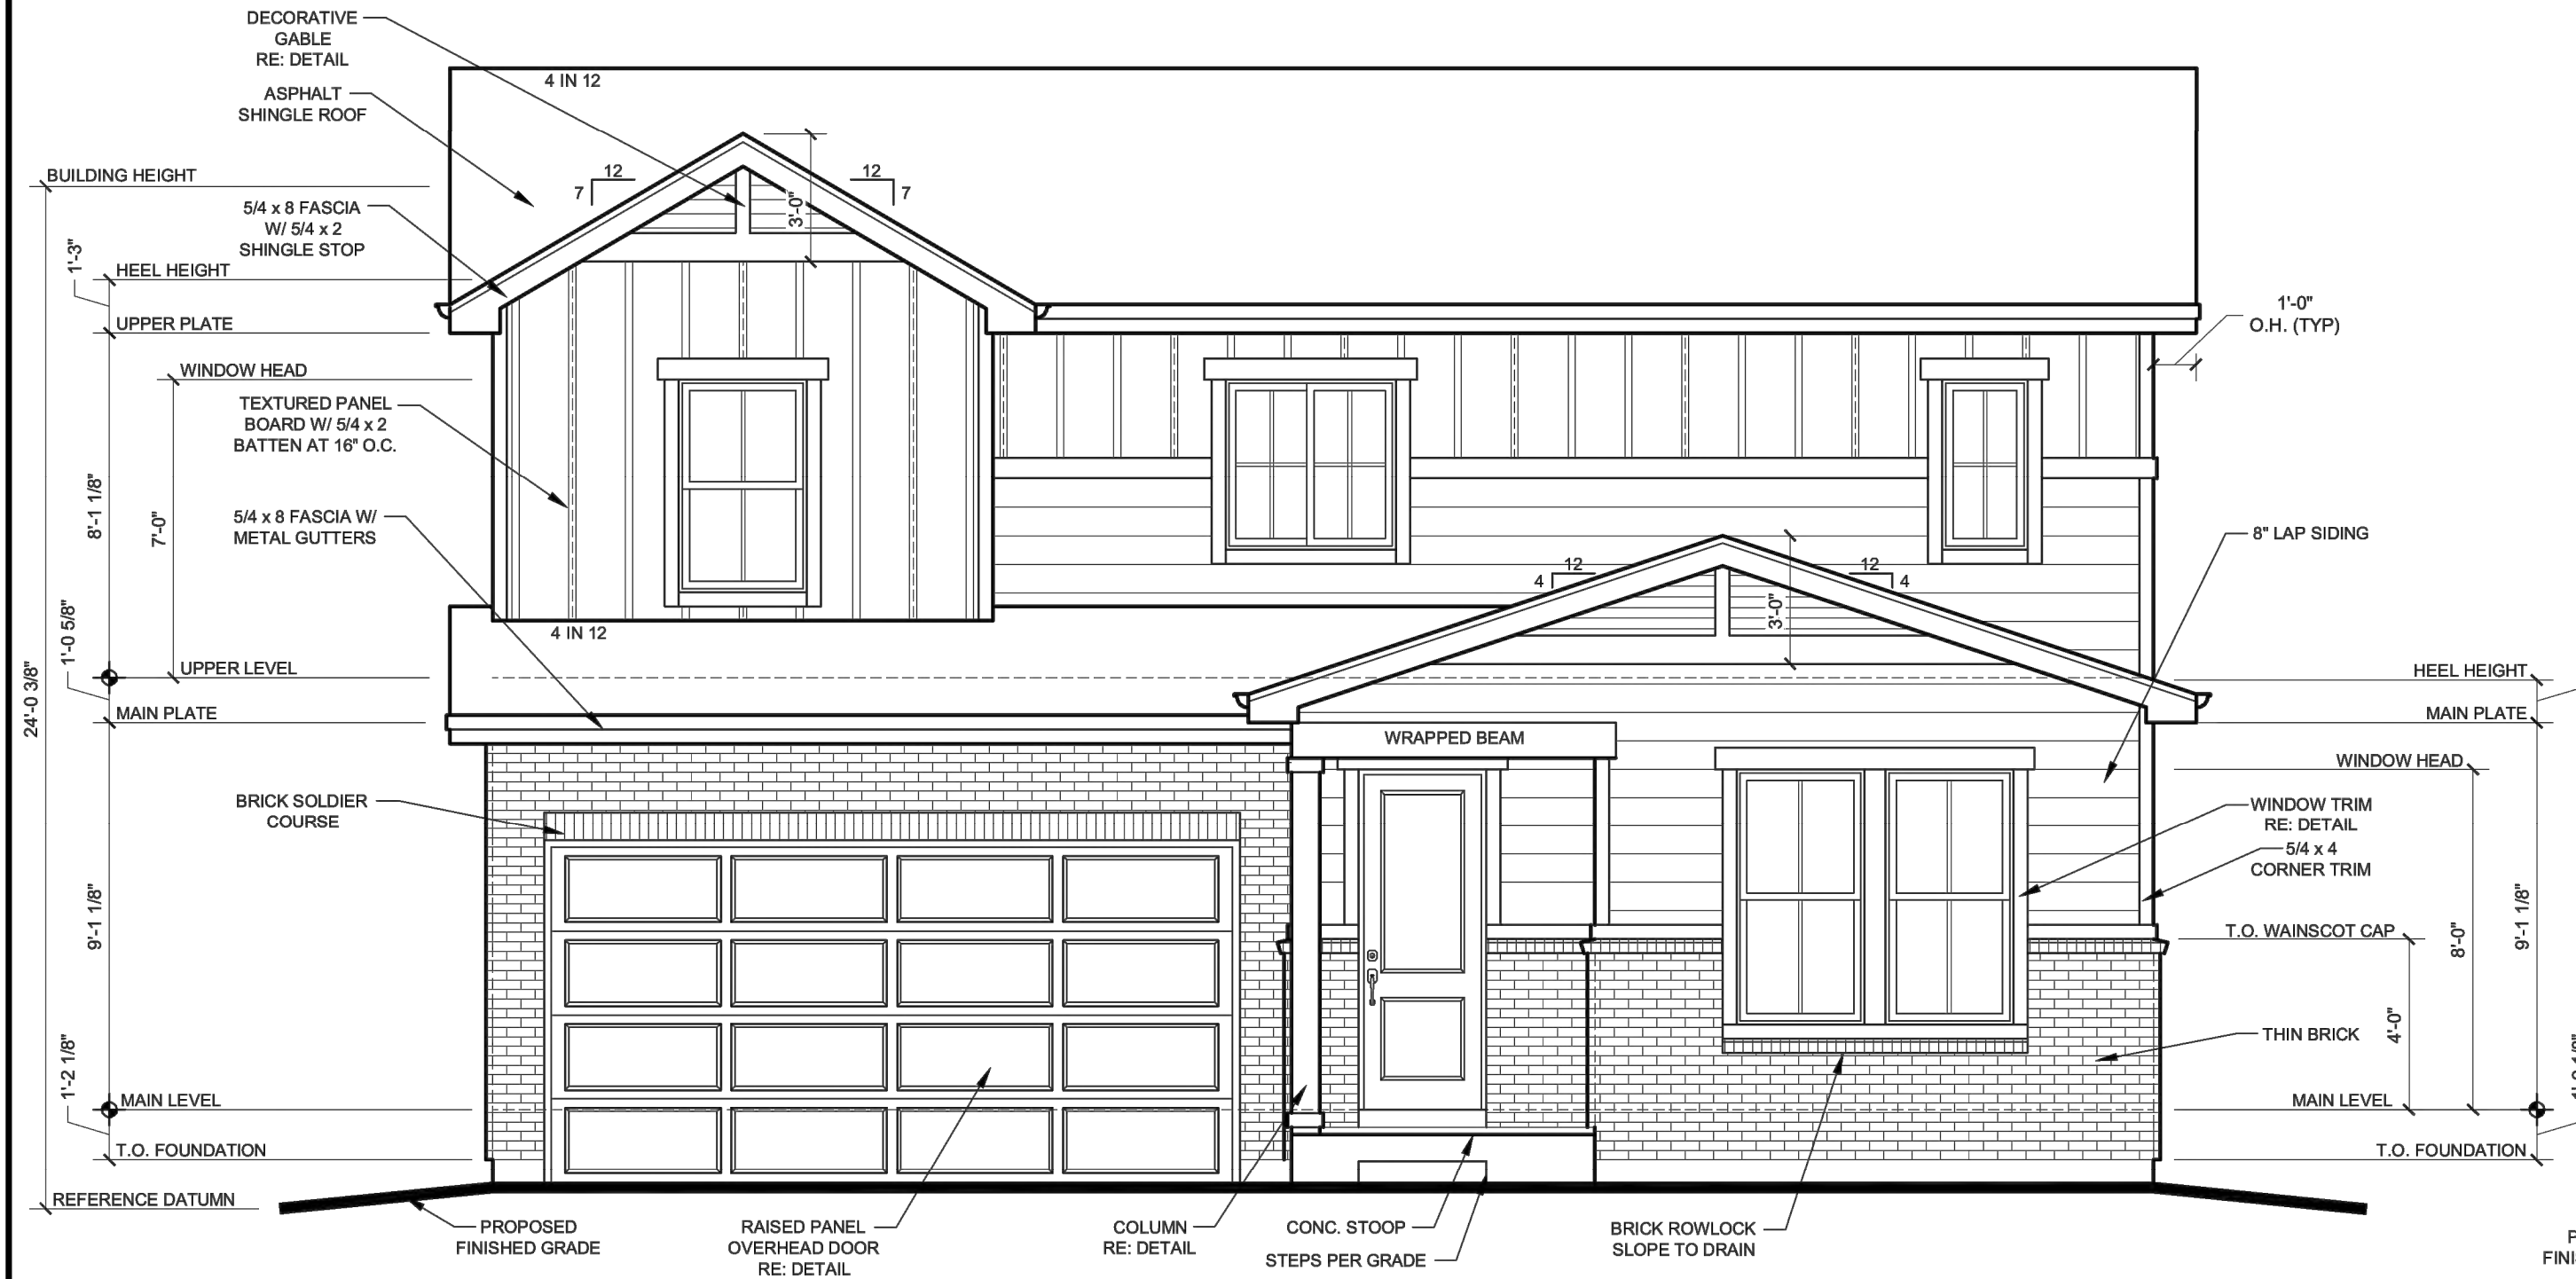 DECORATIVE
GABLE
RE: DETAIL
4 IN 12
ASPHALT
SHINGLE ROOF
BUILDING HEIGHT
5/4 x 8 FASCIA
W/ 5/4 x 2
SHINGLE STOP
12
7
12
7
3'-0"
1'-3"
HEEL HEIGHT
UPPER PLATE
1'-0"
O.H. (TYP)
WINDOW HEAD
TEXTURED PANEL
BOARD W/ 5/4 x 2
BATTEN AT 16" O.C.
8'-1 1/8"
7'-0"
5/4 x 8 FASCIA W/
METAL GUTTERS
8" LAP SIDING
12
4
12
4
3'-0"
4 IN 12
1'-0 5/8"
24'-0 3/8"
UPPER LEVEL
HEEL HEIGHT
MAIN PLATE
MAIN PLATE
WRAPPED BEAM
WINDOW HEAD
BRICK SOLDIER
COURSE
WINDOW TRIM
RE: DETAIL
5/4 x 4
CORNER TRIM
9'-1 1/8"
T.O. WAINSCOT CAP
8'-0"
9'-1 1/8"
4'-0"
THIN BRICK
1'-2 1/8"
MAIN LEVEL
MAIN LEVEL
T.O. FOUNDATION
T.O. FOUNDATION
REFERENCE DATUMN
PROPOSED
FINISHED GRADE
RAISED PANEL
OVERHEAD DOOR
RE: DETAIL
COLUMN
RE: DETAIL
CONC. STOOP
STEPS PER GRADE
BRICK ROWLOCK
SLOPE TO DRAIN
P
FINI